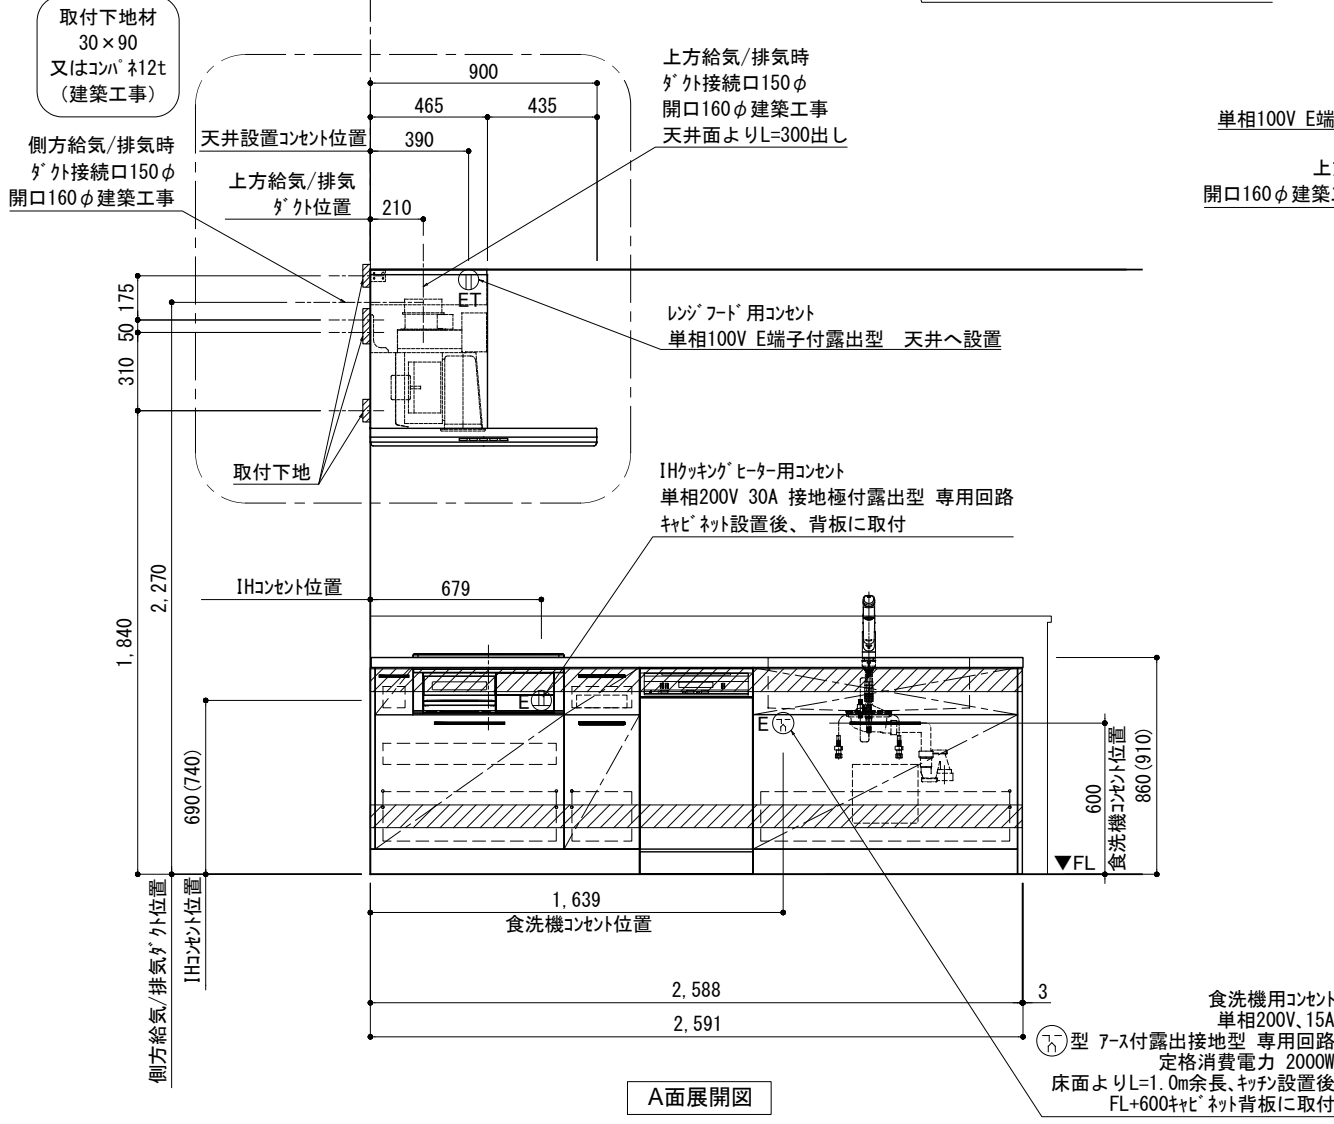 取付下地材
30×90
又はｺﾝﾊﾟﾈ12t
(建築工事)
側方給気/排気時
ﾀﾞｸﾄ接続口150φ
開口160φ建築工事
天井設置ｺﾝｾﾝﾄ位置
上方給気/排気
ﾀﾞｸﾄ位置
900
465
435
390
210
上方給気/排気時
ﾀﾞｸﾄ接続口150φ
開口160φ建築工事
天井面よりL=300出し
単相100V E端
開口160φ建築
ET
ﾚﾝｼﾞﾌｰﾄﾞ用ｺﾝｾﾝﾄ
単相100V E端子付露出型　天井へ設置
175
50
310
取付下地
IHｸｯｷﾝｸﾞﾋｰﾀｰ用ｺﾝｾﾝﾄ
単相200V 30A 接地極付露出型 専用回路
ｷｬﾋﾞﾈｯﾄ設置後、背板に取付
IHｺﾝｾﾝﾄ位置
679
2,270
1,840
690(740)
E
E
600
食洗機ｺﾝｾﾝﾄ位置
860(910)
▼FL
側方給気/排気ﾀﾞｸﾄ位置
IHｺﾝｾﾝﾄ位置
1,639
食洗機ｺﾝｾﾝﾄ位置
2,588
3
2,591
食洗機用ｺﾝｾﾝﾄ
単相200V、15A
型 ｱｰｽ付露出接地型 専用回路
定格消費電力 2000W
床面よりL=1.0m余長、ｷｯﾁﾝ設置後
FL+600ｷｬﾋﾞﾈｯﾄ背板に取付
A面展開図